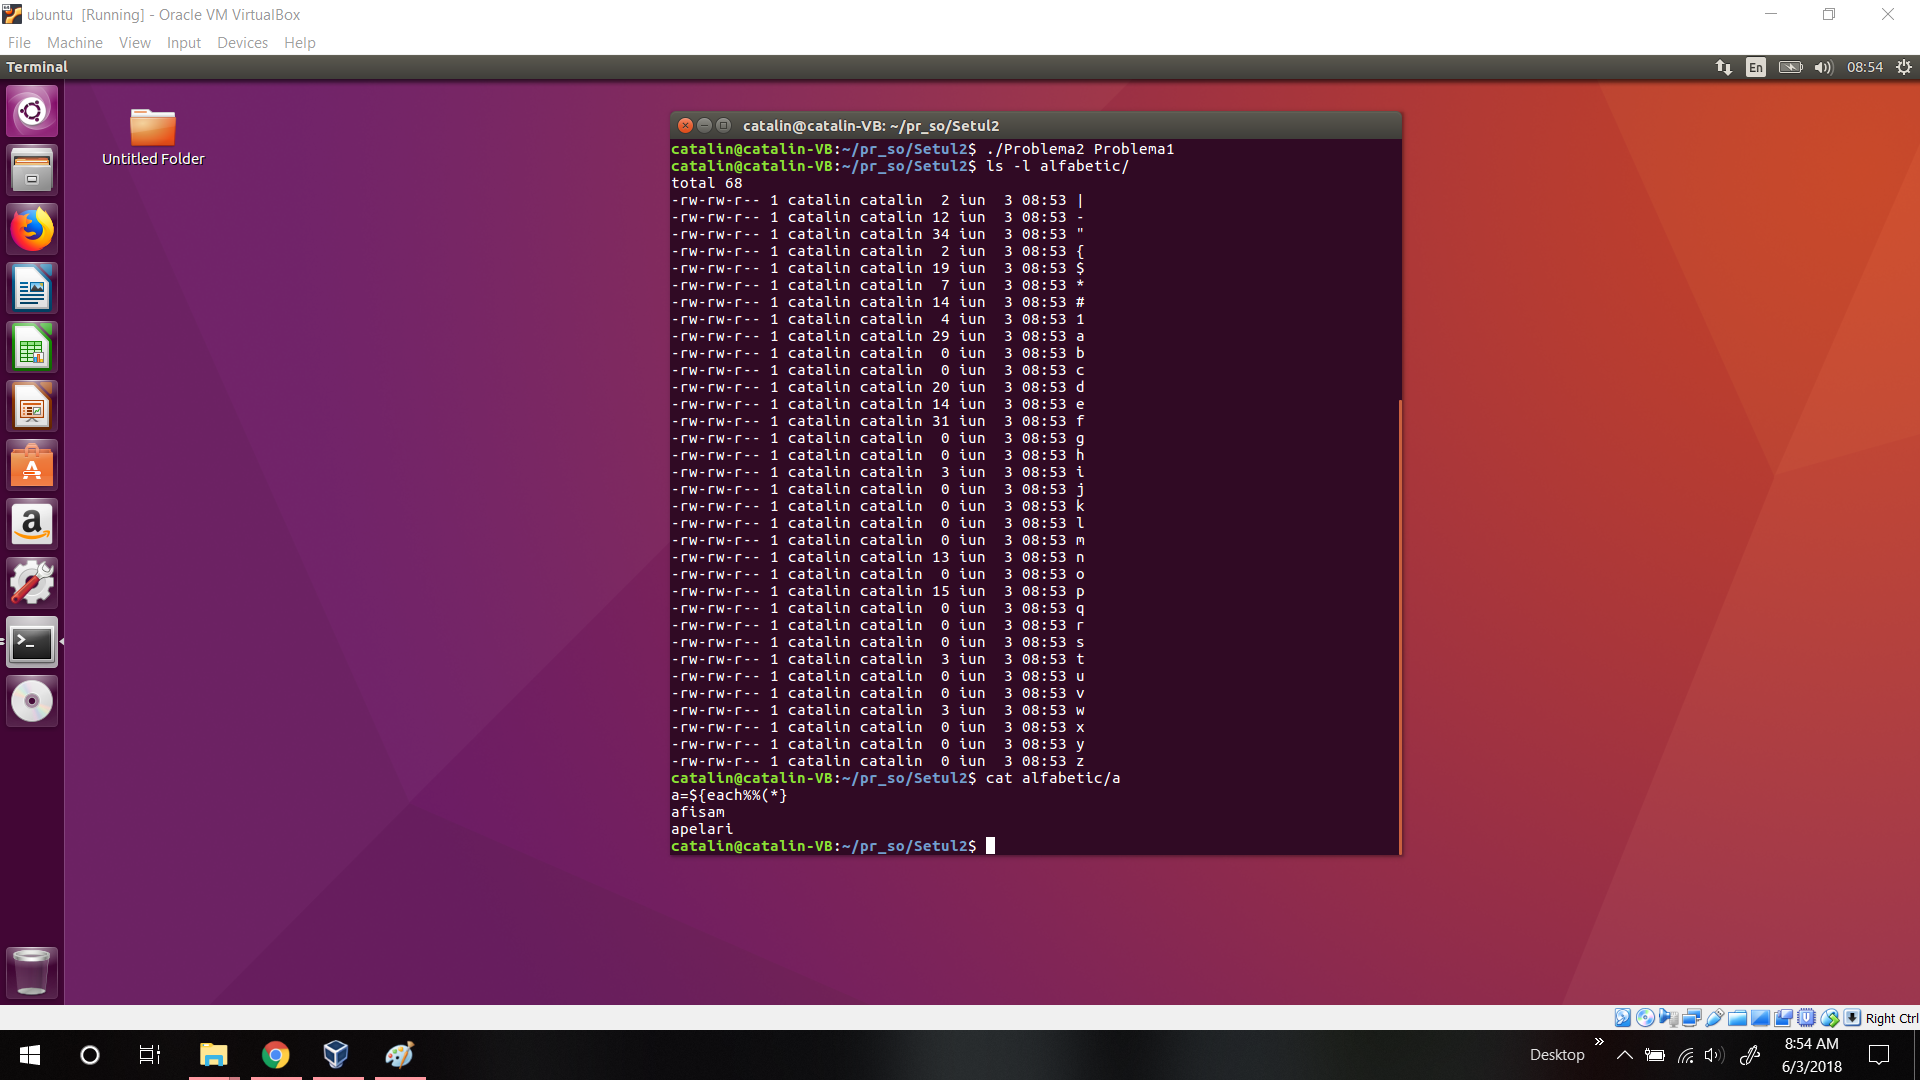 ubuntu  [Running] - Oracle VM VirtualBox
File Machine View Input Devices Help
Terminal
En
08:54
Untitled Folder
catalin@catalin-VB: ~/pr_so/Setul2
catalin@catalin-VB:~/pr_so/Setul2$ ./Problema2 Problema1
catalin@catalin-VB:~/pr_so/Setul2$ ls -l alfabetic/
total 68
-rw-rw-r-- 1 catalin catalin  2 iun  3 08:53 |
-rw-rw-r-- 1 catalin catalin 12 iun  3 08:53 -
-rw-rw-r-- 1 catalin catalin 34 iun  3 08:53 "
-rw-rw-r-- 1 catalin catalin  2 iun  3 08:53 {
-rw-rw-r-- 1 catalin catalin 19 iun  3 08:53 $
-rw-rw-r-- 1 catalin catalin  7 iun  3 08:53 *
-rw-rw-r-- 1 catalin catalin 14 iun  3 08:53 #
-rw-rw-r-- 1 catalin catalin  4 iun  3 08:53 1
-rw-rw-r-- 1 catalin catalin 29 iun  3 08:53 a
-rw-rw-r-- 1 catalin catalin  0 iun  3 08:53 b
-rw-rw-r-- 1 catalin catalin  0 iun  3 08:53 c
-rw-rw-r-- 1 catalin catalin 20 iun  3 08:53 d
-rw-rw-r-- 1 catalin catalin 14 iun  3 08:53 e
-rw-rw-r-- 1 catalin catalin 31 iun  3 08:53 f
-rw-rw-r-- 1 catalin catalin  0 iun  3 08:53 g
-rw-rw-r-- 1 catalin catalin  0 iun  3 08:53 h
-rw-rw-r-- 1 catalin catalin  3 iun  3 08:53 i
-rw-rw-r-- 1 catalin catalin  0 iun  3 08:53 j
-rw-rw-r-- 1 catalin catalin  0 iun  3 08:53 k
-rw-rw-r-- 1 catalin catalin  0 iun  3 08:53 l
-rw-rw-r-- 1 catalin catalin  0 iun  3 08:53 m
-rw-rw-r-- 1 catalin catalin 13 iun  3 08:53 n
-rw-rw-r-- 1 catalin catalin  0 iun  3 08:53 o
-rw-rw-r-- 1 catalin catalin 15 iun  3 08:53 p
-rw-rw-r-- 1 catalin catalin  0 iun  3 08:53 q
-rw-rw-r-- 1 catalin catalin  0 iun  3 08:53 r
-rw-rw-r-- 1 catalin catalin  0 iun  3 08:53 s
-rw-rw-r-- 1 catalin catalin  3 iun  3 08:53 t
-rw-rw-r-- 1 catalin catalin  0 iun  3 08:53 u
-rw-rw-r-- 1 catalin catalin  0 iun  3 08:53 v
-rw-rw-r-- 1 catalin catalin  3 iun  3 08:53 w
-rw-rw-r-- 1 catalin catalin  0 iun  3 08:53 x
-rw-rw-r-- 1 catalin catalin  0 iun  3 08:53 y
-rw-rw-r-- 1 catalin catalin  0 iun  3 08:53 z
catalin@catalin-VB:~/pr_so/Setul2$ cat alfabetic/a
a=${each%%(*}
afisam
apelari
catalin@catalin-VB:~/pr_so/Setul2$
Right Ctrl
Desktop
8:54 AM
6/3/2018